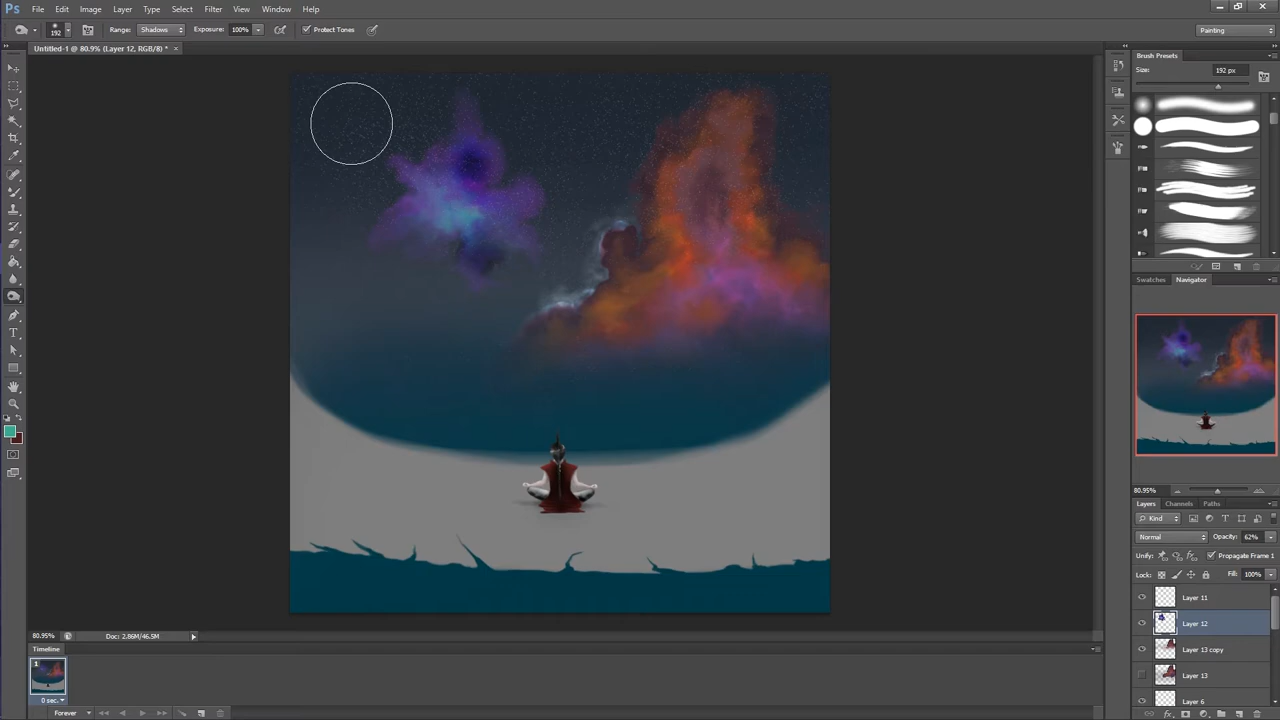 Ps File Edit Image Layer Type Select Filter View Window Help
192 Range: Shadows Exposure: 100% Protect Tones Painting
Untitled-1 @ 80.9% (Layer 12, RGB/8) * ×
Brush Presets
Size: 192 px
Swatches Navigator
80.95%
Layers Channels Paths
Kind
Normal Opacity: 62%
Unify: Propagate Frame 1
Lock: Fill: 100%
Layer 11
Layer 12
Layer 13 copy
Layer 13
Layer 6
80.95% Doc: 2.86M/46.5M
Timeline
1
0 sec.
Forever